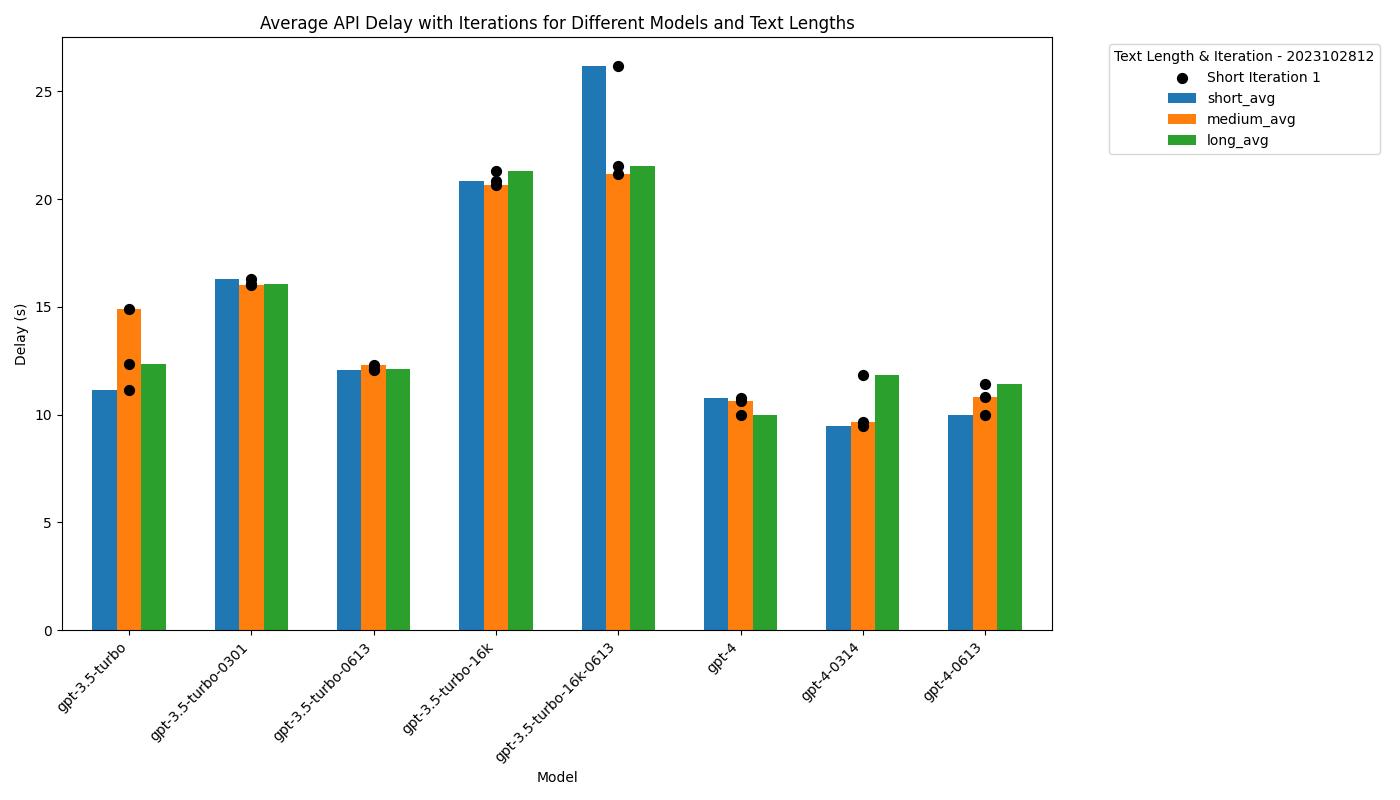 Average API Delay with Iterations for Different Models and Text Lengths
Text Length & Iteration - 2023102812
Short Iteration 1
short_avg
medium_avg
long_avg
Delay (s)
25
20
15
10
5
0
gpt-3.5-turbo
gpt-3.5-turbo-0301
gpt-3.5-turbo-0613
gpt-3.5-turbo-16k
gpt-3.5-turbo-16k-0613
gpt-4
gpt-4-0314
gpt-4-0613
Model